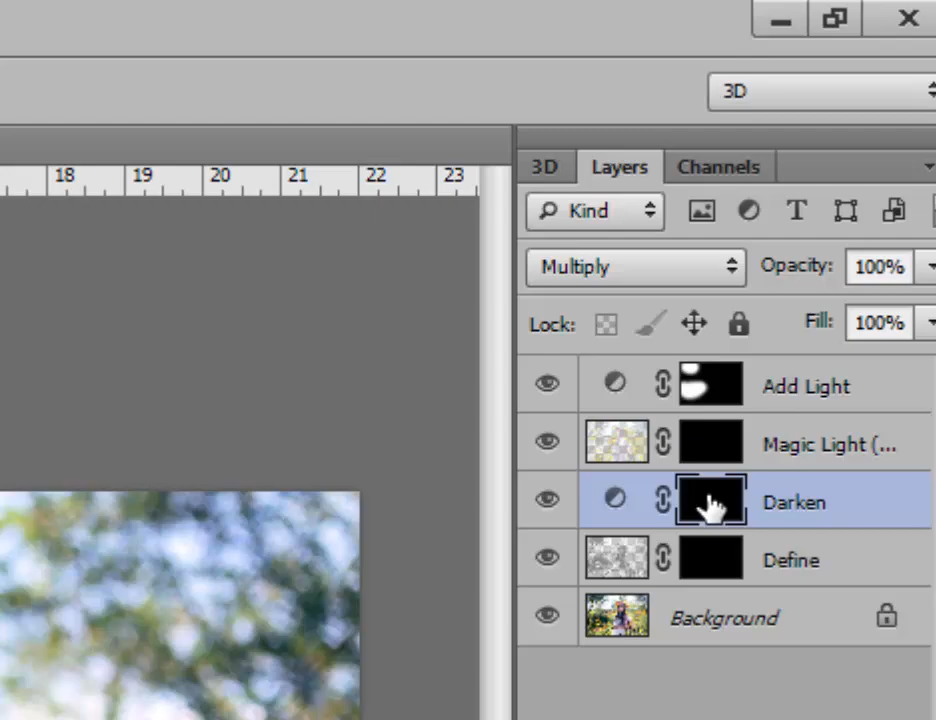 3D
18 19 20 21 22 23
3D Layers Channels
Kind T
Multiply Opacity: 100%
Lock: Fill: 100%
Add Light
Magic Light (...
Darken
Define
Background